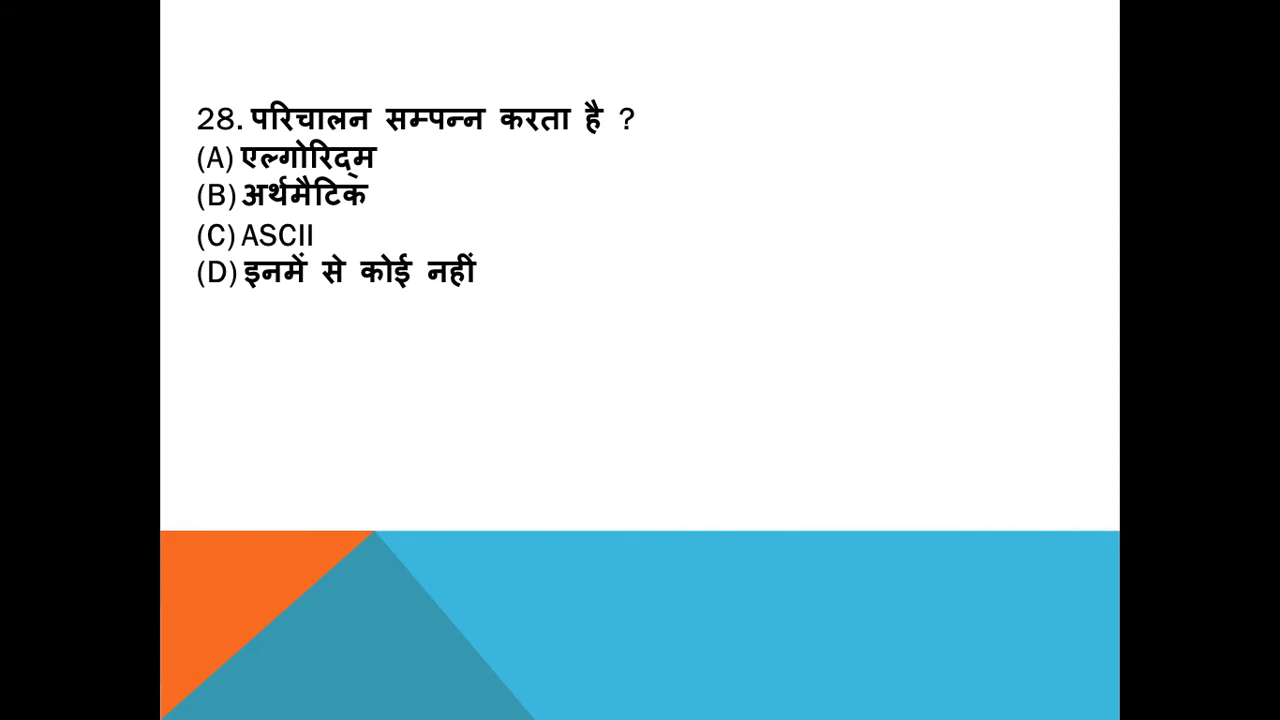 28. परिचालन सम्पन्न करता है ?
(A) एल्गोरिद्म
(B) अर्थमैटिक
(C) ASCII
(D) इनमें से कोई नहीं